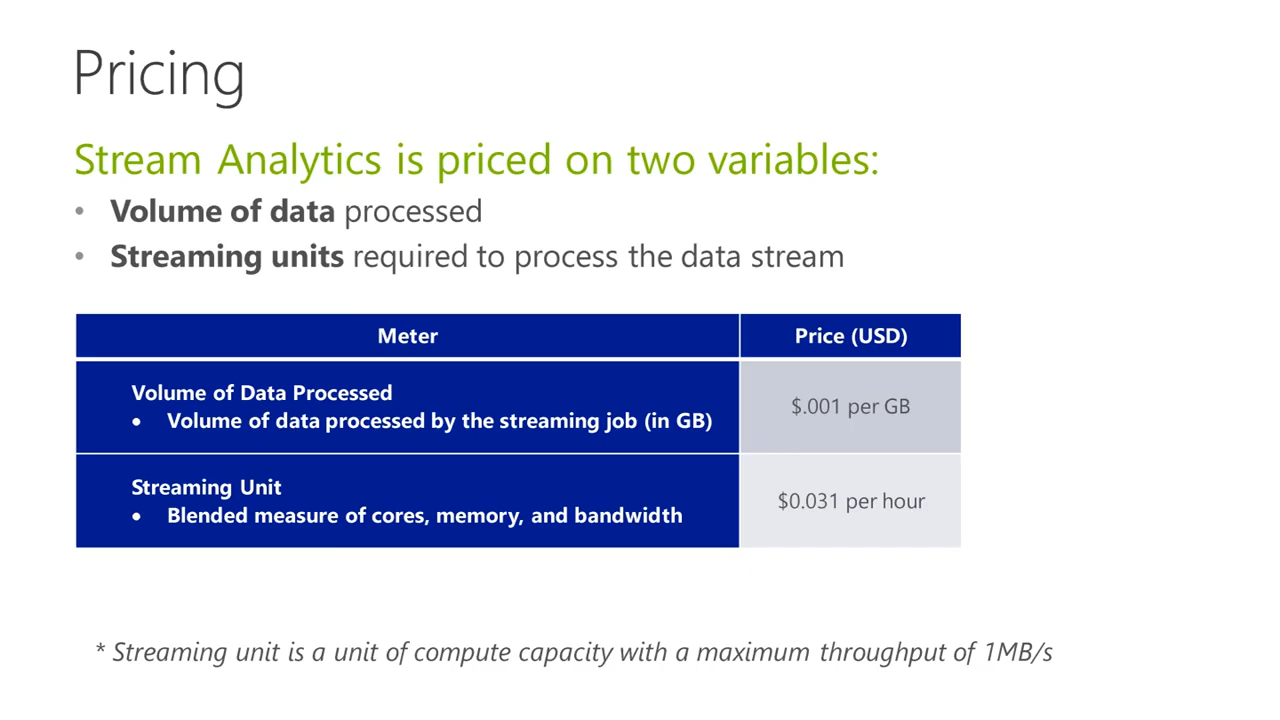 Pricing
Stream Analytics is priced on two variables:
• Volume of data processed
• Streaming units required to process the data stream
Meter
Price (USD)
Volume of Data Processed
• Volume of data processed by the streaming job (in GB)
$.001 per GB
Streaming Unit
• Blended measure of cores, memory, and bandwidth
$0.031 per hour
* Streaming unit is a unit of compute capacity with a maximum throughput of 1MB/s